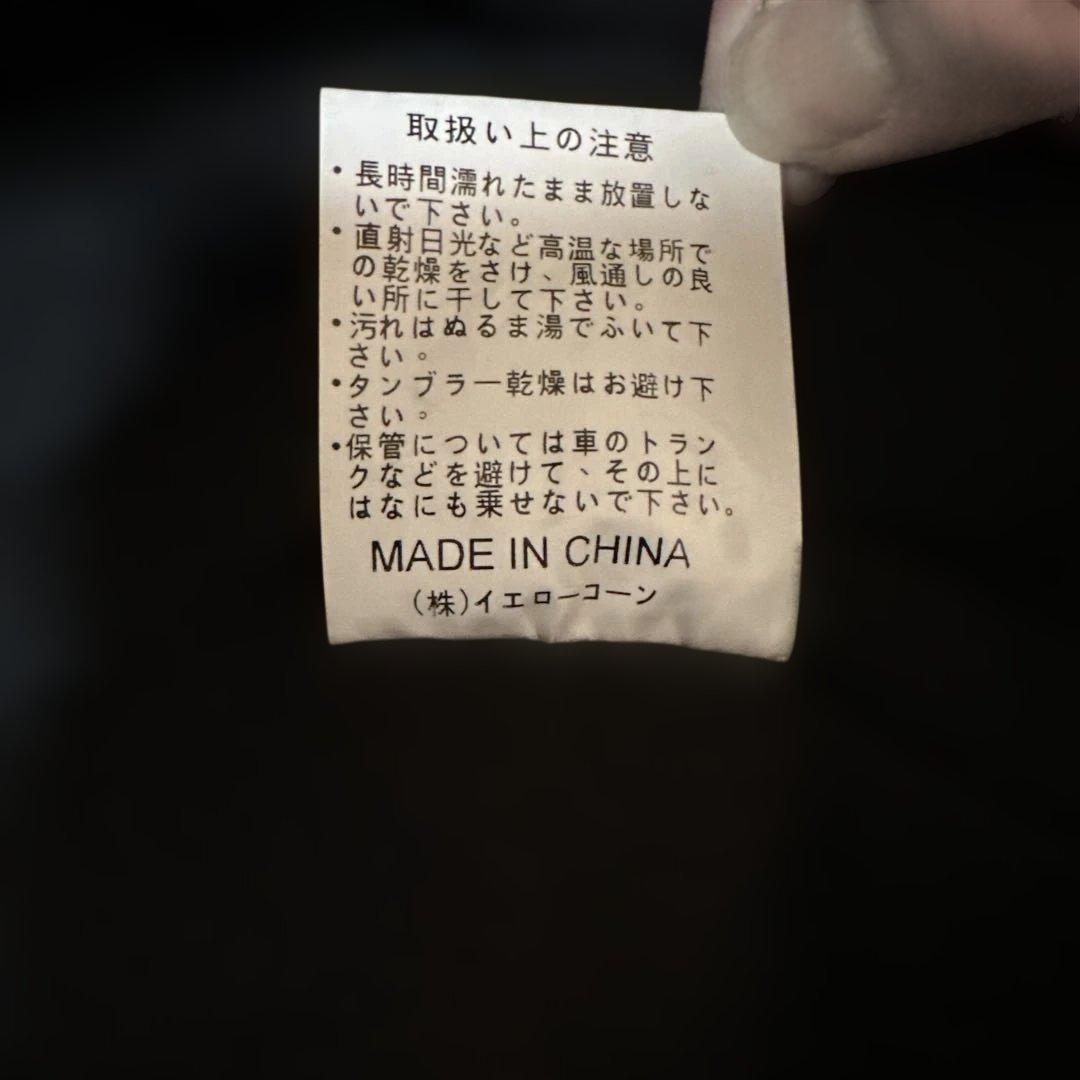 取扱い上の注意
・長時間濡れたまま放置しな
いで下さい。
・直射日光など高温な場所で
の乾燥をさけ、風通しの良
い所に干して下さい。
・汚れはぬるま湯でふいて下
さい。
・タンブラー乾燥はお避け下
さい。
・保管については車のトラン
クなどを避けて、その上に
はなにも乗せないで下さい。
MADE IN CHINA
(株)イエローコーン